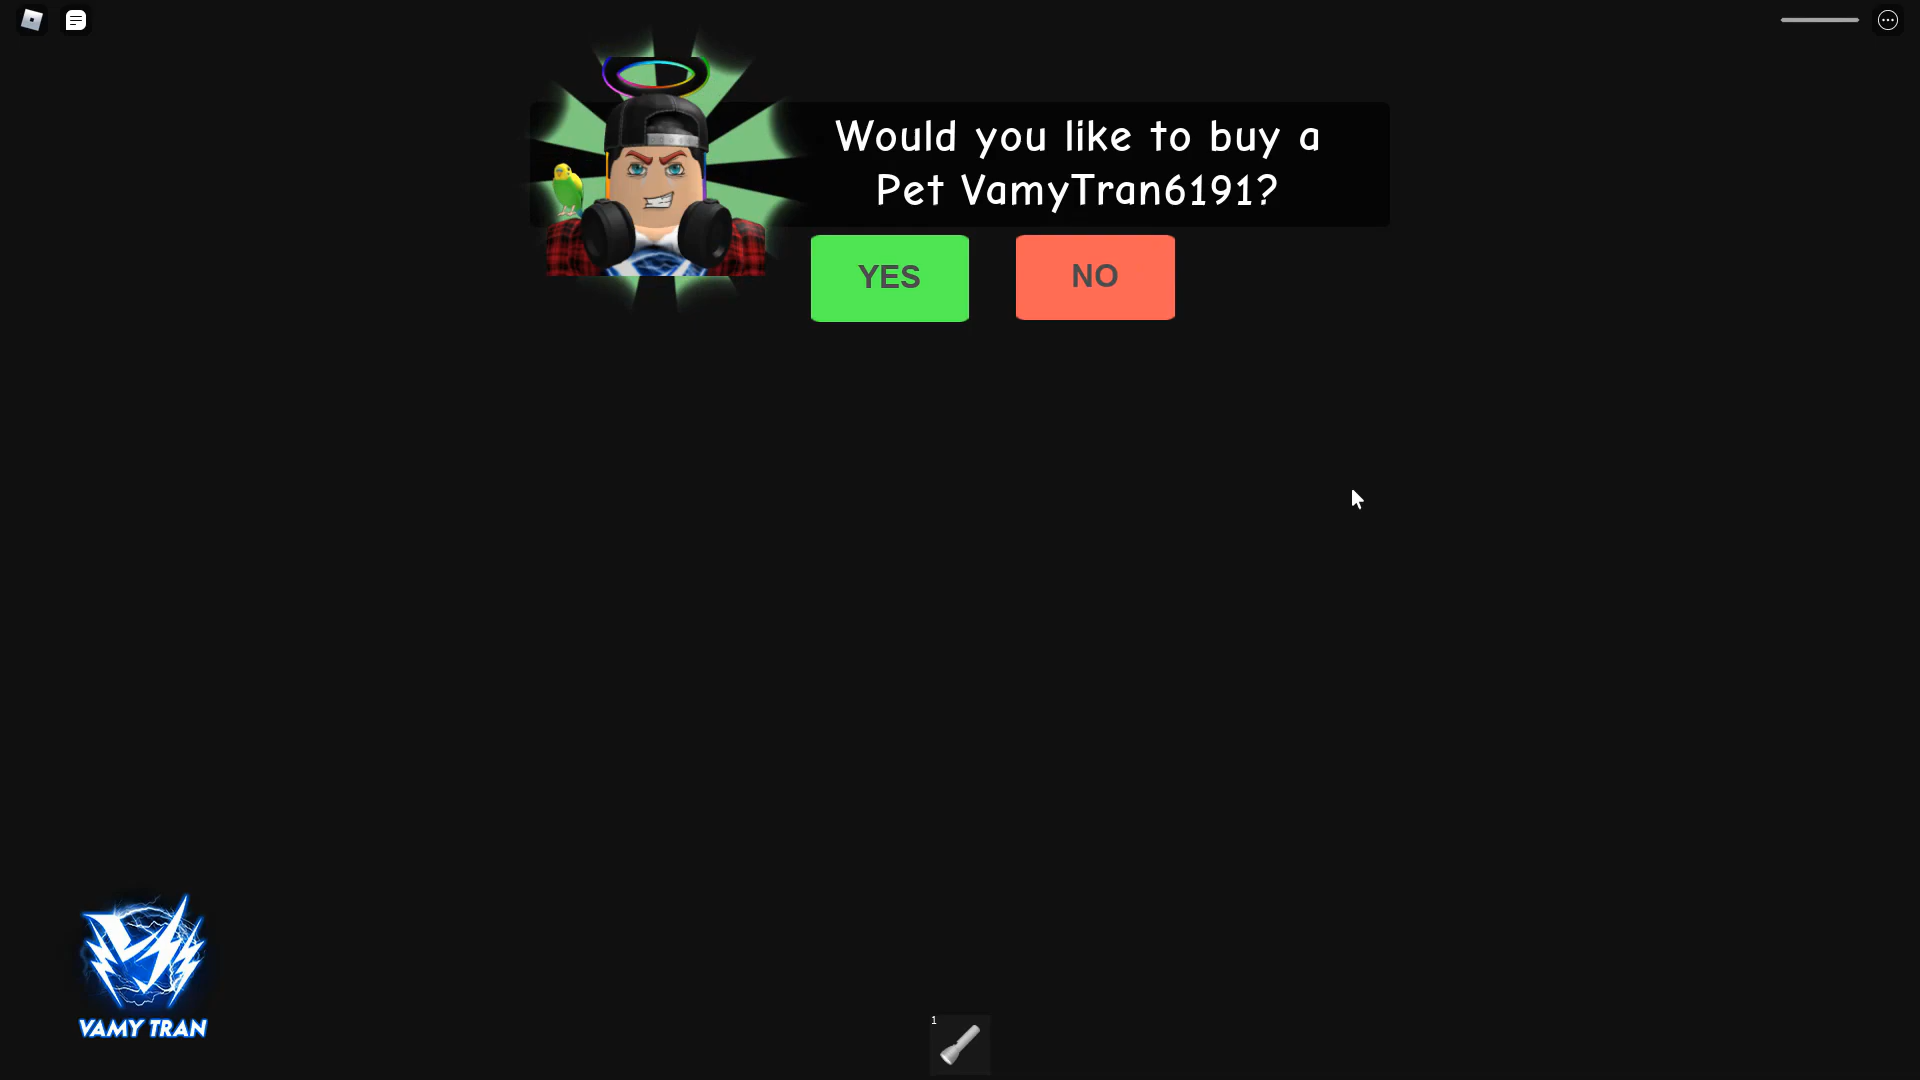 Would you like to buy a
Pet VamyTran6191?
YES
NO
VAMY TRAN
1